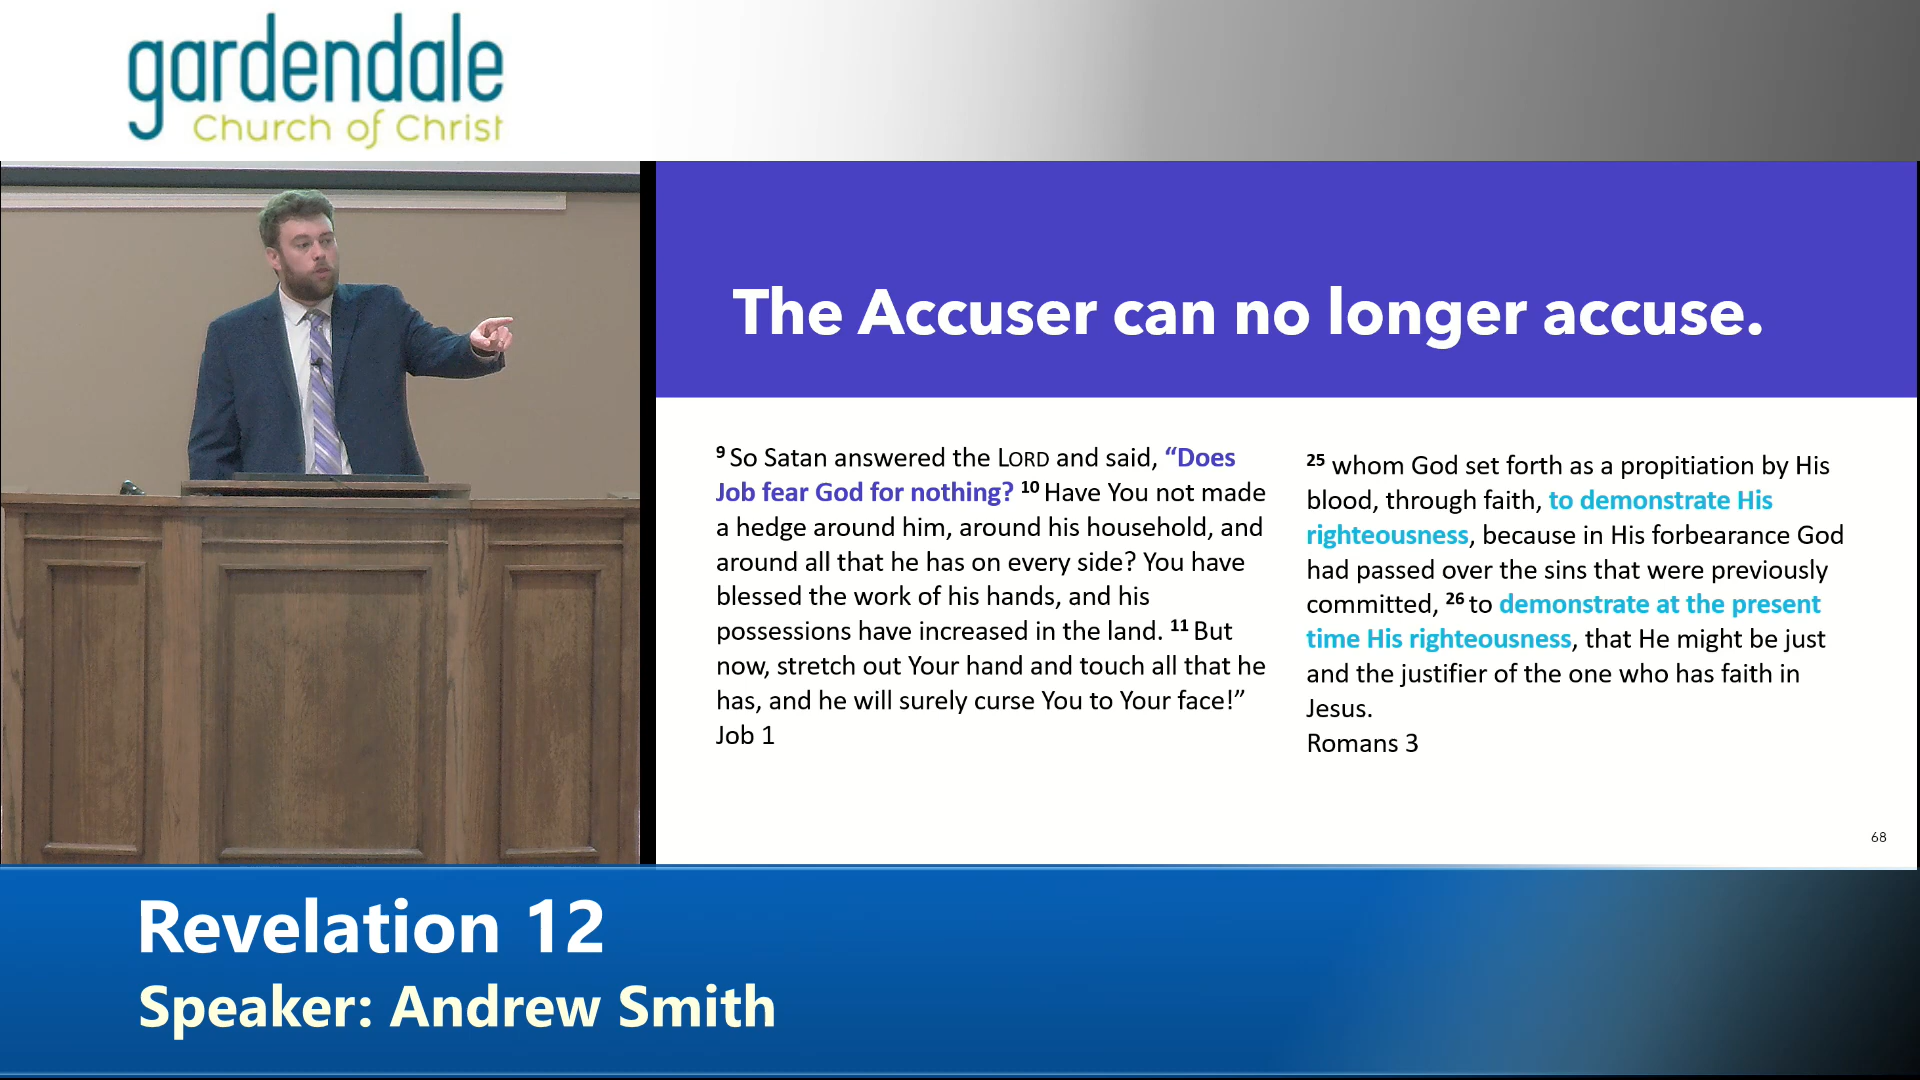 gardendale
Church of Christ
The Accuser can no longer accuse.
9 So Satan answered the LORD and said, “Does
Job fear God for nothing? 10 Have You not made
a hedge around him, around his household, and
around all that he has on every side? You have
blessed the work of his hands, and his
possessions have increased in the land. 11 But
now, stretch out Your hand and touch all that he
has, and he will surely curse You to Your face!”
Job 1
25 whom God set forth as a propitiation by His
blood, through faith, to demonstrate His
righteousness, because in His forbearance God
had passed over the sins that were previously
committed, 26 to demonstrate at the present
time His righteousness, that He might be just
and the justifier of the one who has faith in
Jesus.
Romans 3
68
Revelation 12
Speaker: Andrew Smith